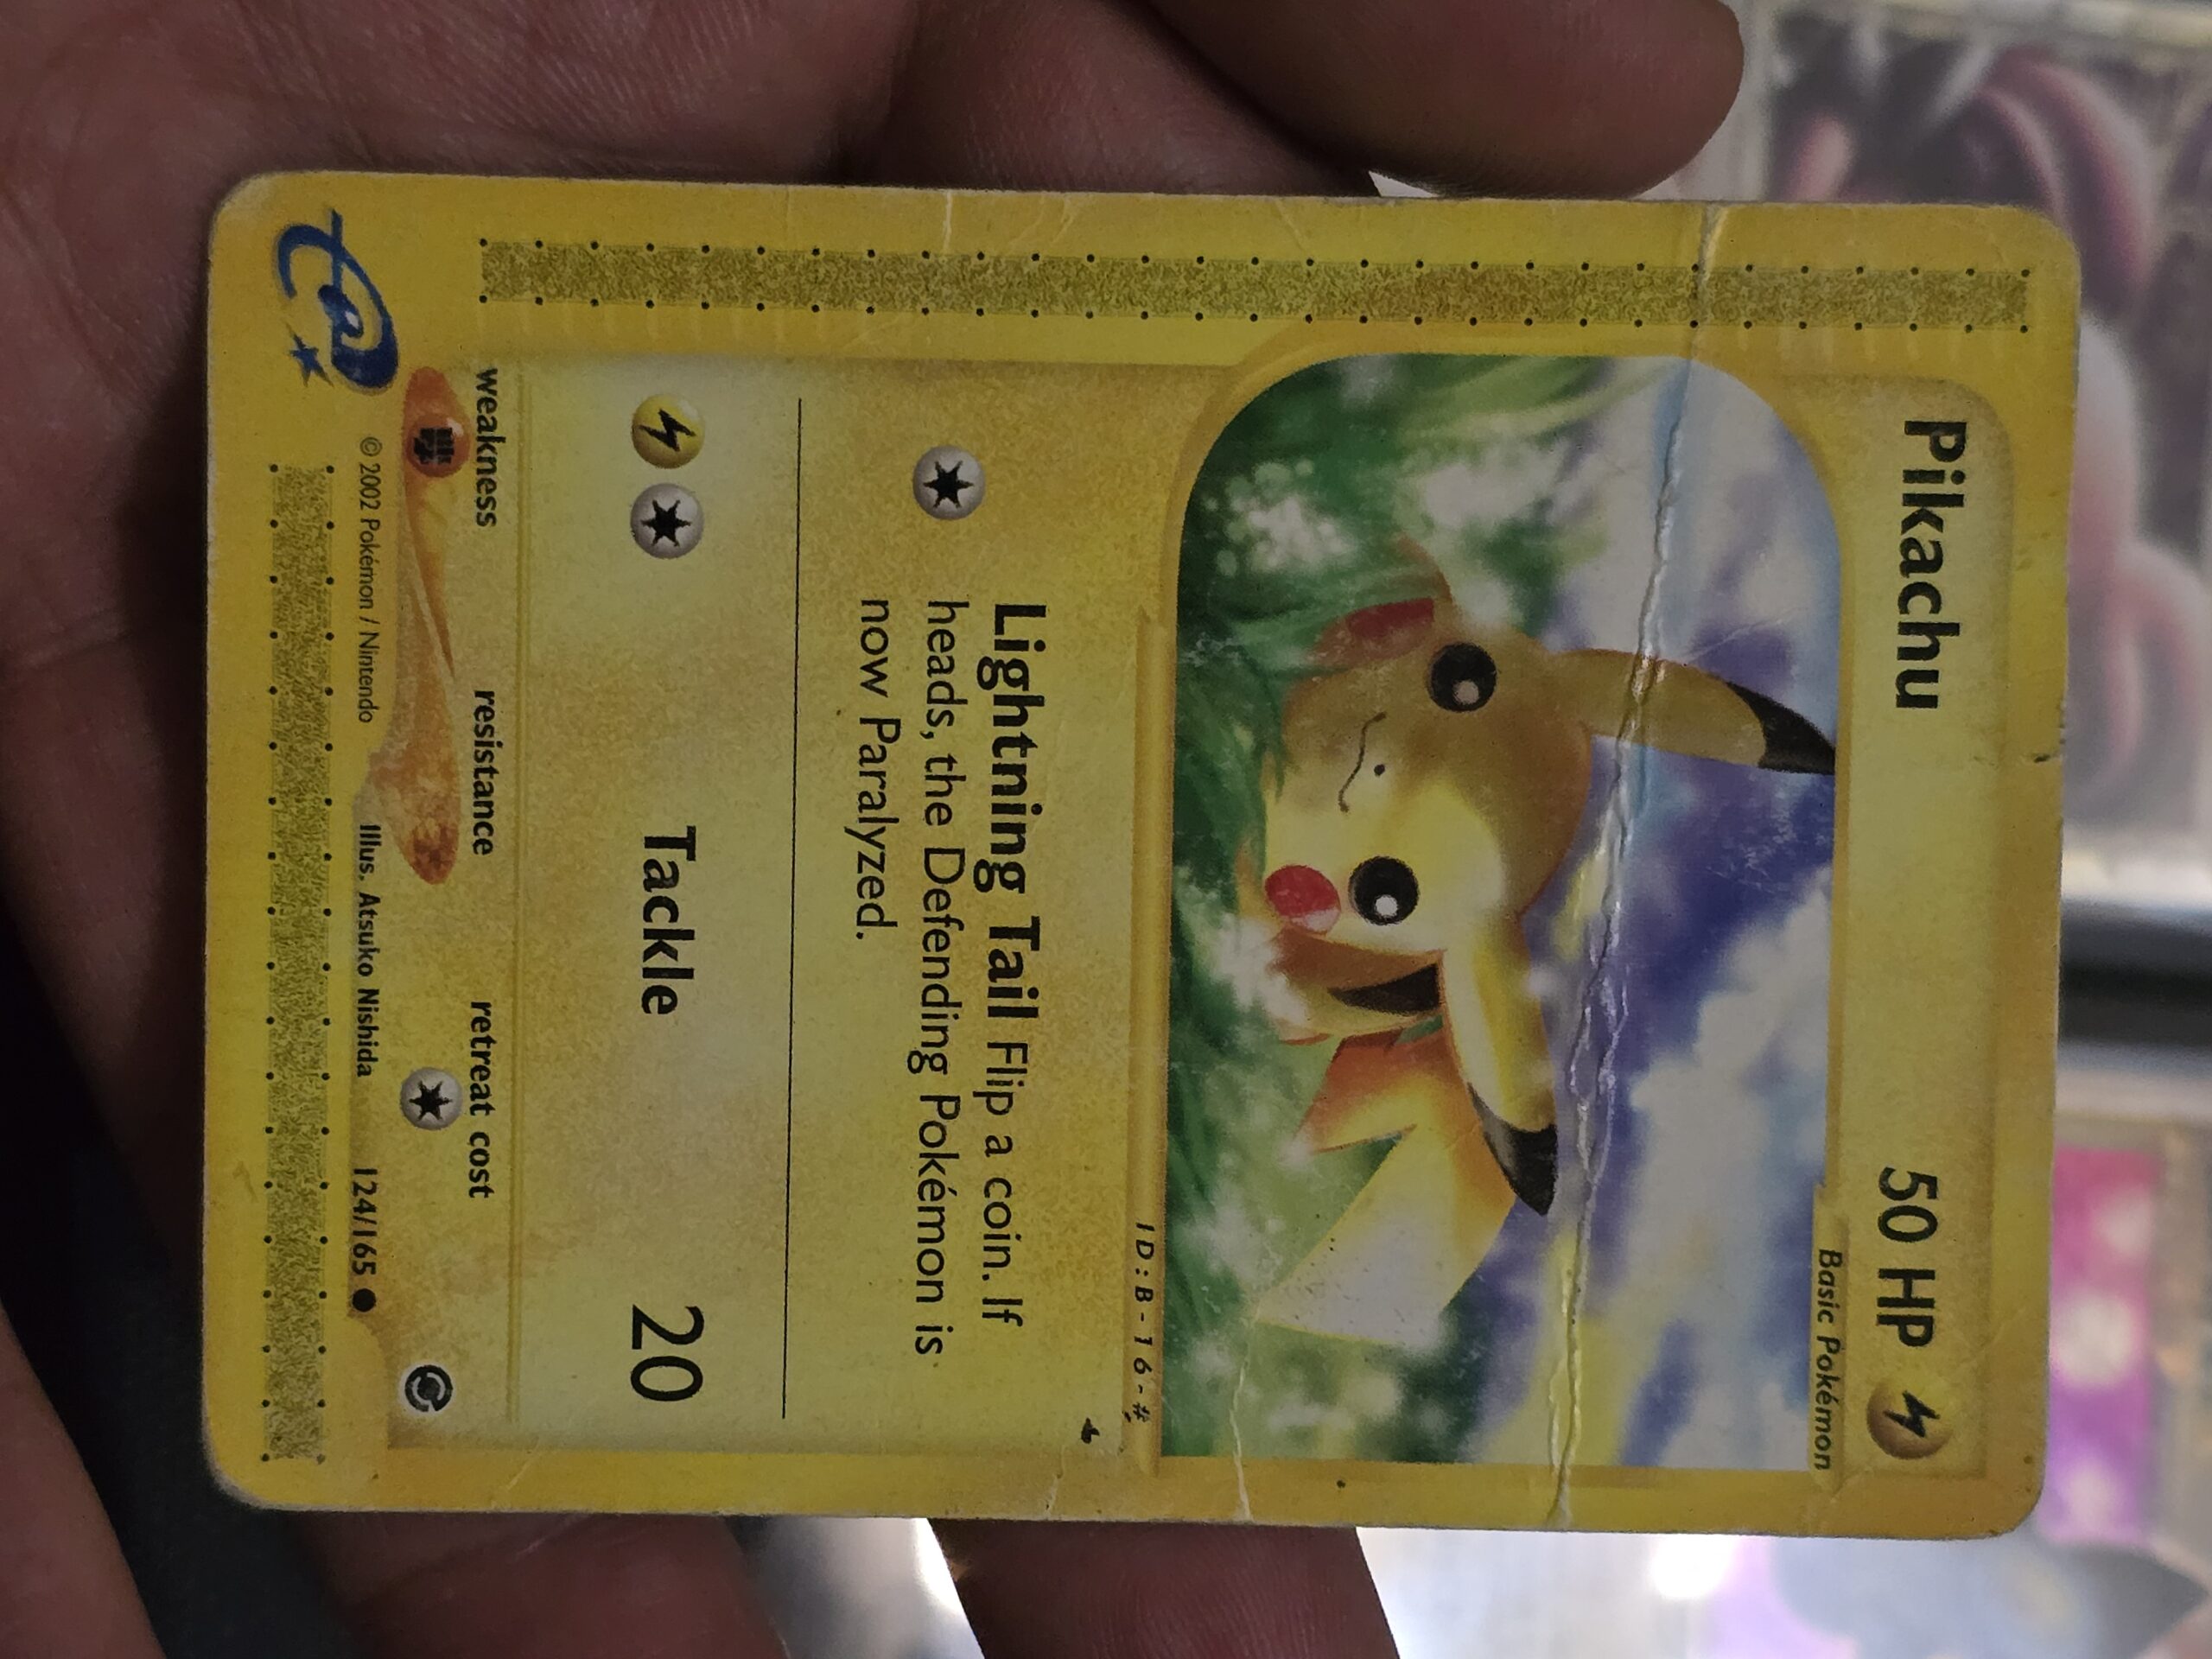 Pikachu
50 HP
Basic Pokémon
ID:B-16-#
Lightning Tail Flip a coin. If
heads, the Defending Pokémon is
now Paralyzed.
Tackle
20
weakness
resistance
retreat cost
© 2002 Pokémon / Nintendo
Illus. Atsuko Nishida
124/165
e